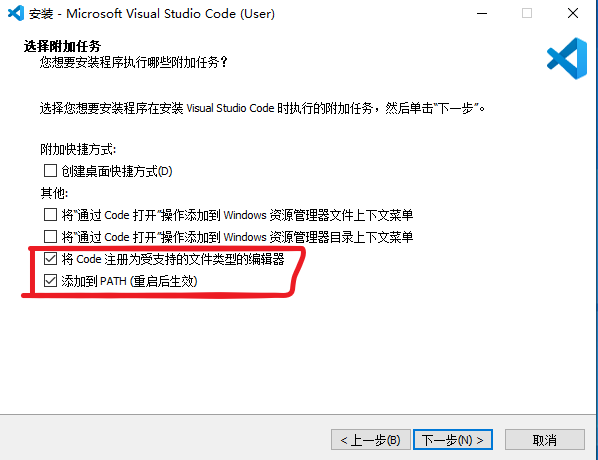 安装 - Microsoft Visual Studio Code (User)
选择附加任务
您想要安装程序执行哪些附加任务？
选择您想要安装程序在安装 Visual Studio Code 时执行的附加任务，然后单击“下一步”。
附加快捷方式:
创建桌面快捷方式(D)
其他:
将“通过 Code 打开”操作添加到 Windows 资源管理器文件上下文菜单
将“通过 Code 打开”操作添加到 Windows 资源管理器目录上下文菜单
将 Code 注册为受支持的文件类型的编辑器
添加到 PATH (重启后生效)
< 上一步(B) 下一步(N) > 取消